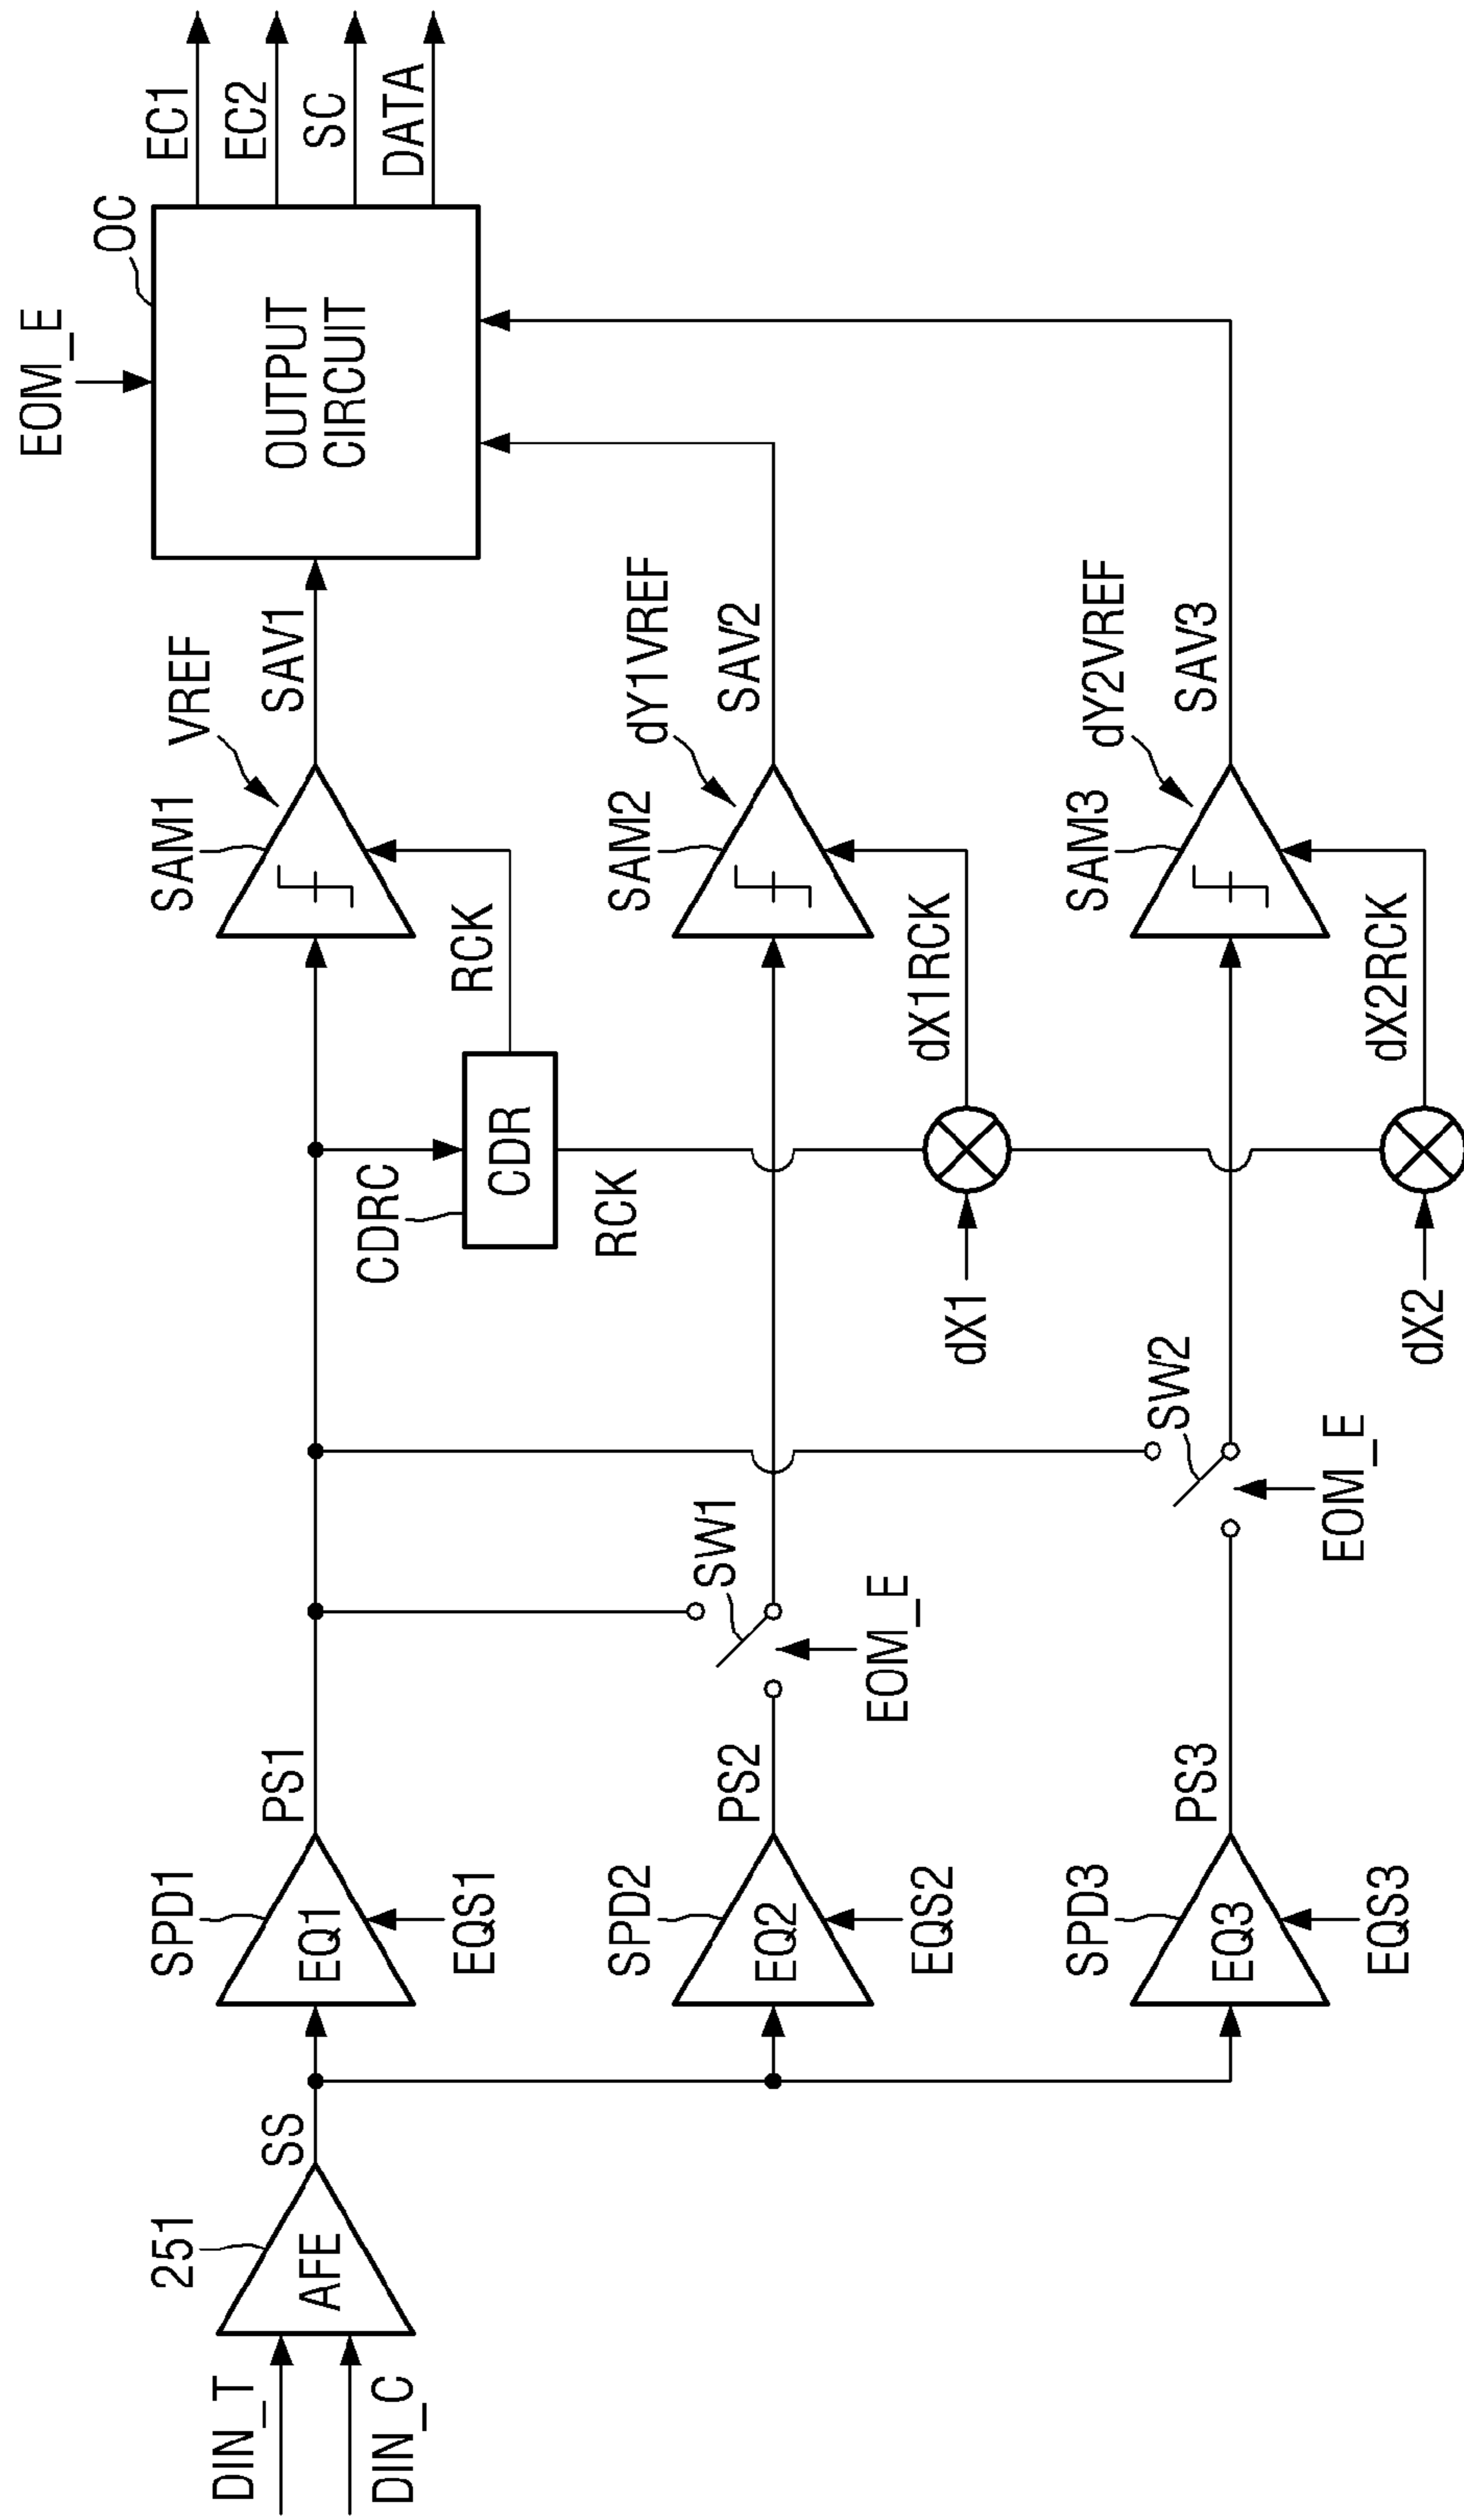 DIN_T
DIN_C
251
AFE
SS
SPD1
EQ1
EQS1
PS1
SPD2
EQ2
EQS2
PS2
SPD3
EQ3
EQS3
PS3
SW1
EOM_E
SW2
EOM_E
CDRC
CDR
RCK
RCK
dX1
dX1RCK
dX2
dX2RCK
SAM1
VREF
SAV1
SAM2
dY1VREF
SAV2
SAM3
dY2VREF
SAV3
EOM_E
OC
OUTPUT
CIRCUIT
EC1
EC2
SC
DATA